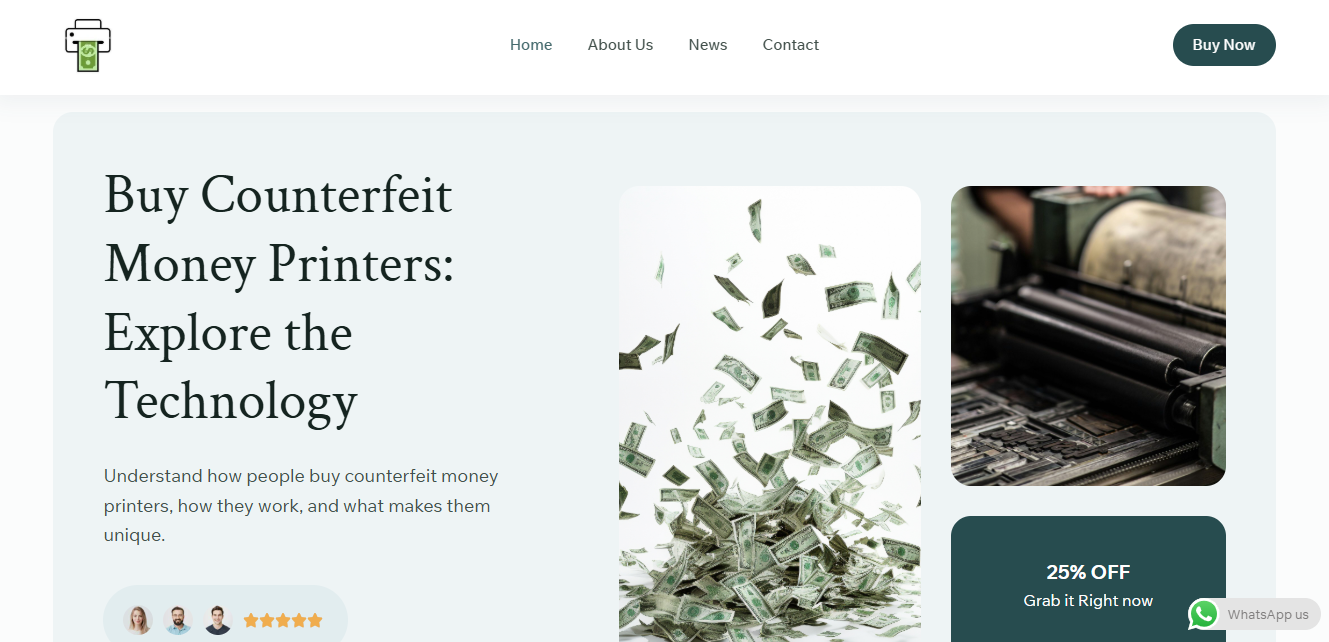 Home
About Us
News
Contact
Buy Now
Buy Counterfeit
Money Printers:
Explore the
Technology
Understand how people buy counterfeit money
printers, how they work, and what makes them
unique.
25% OFF
Grab it Right now
WhatsApp us